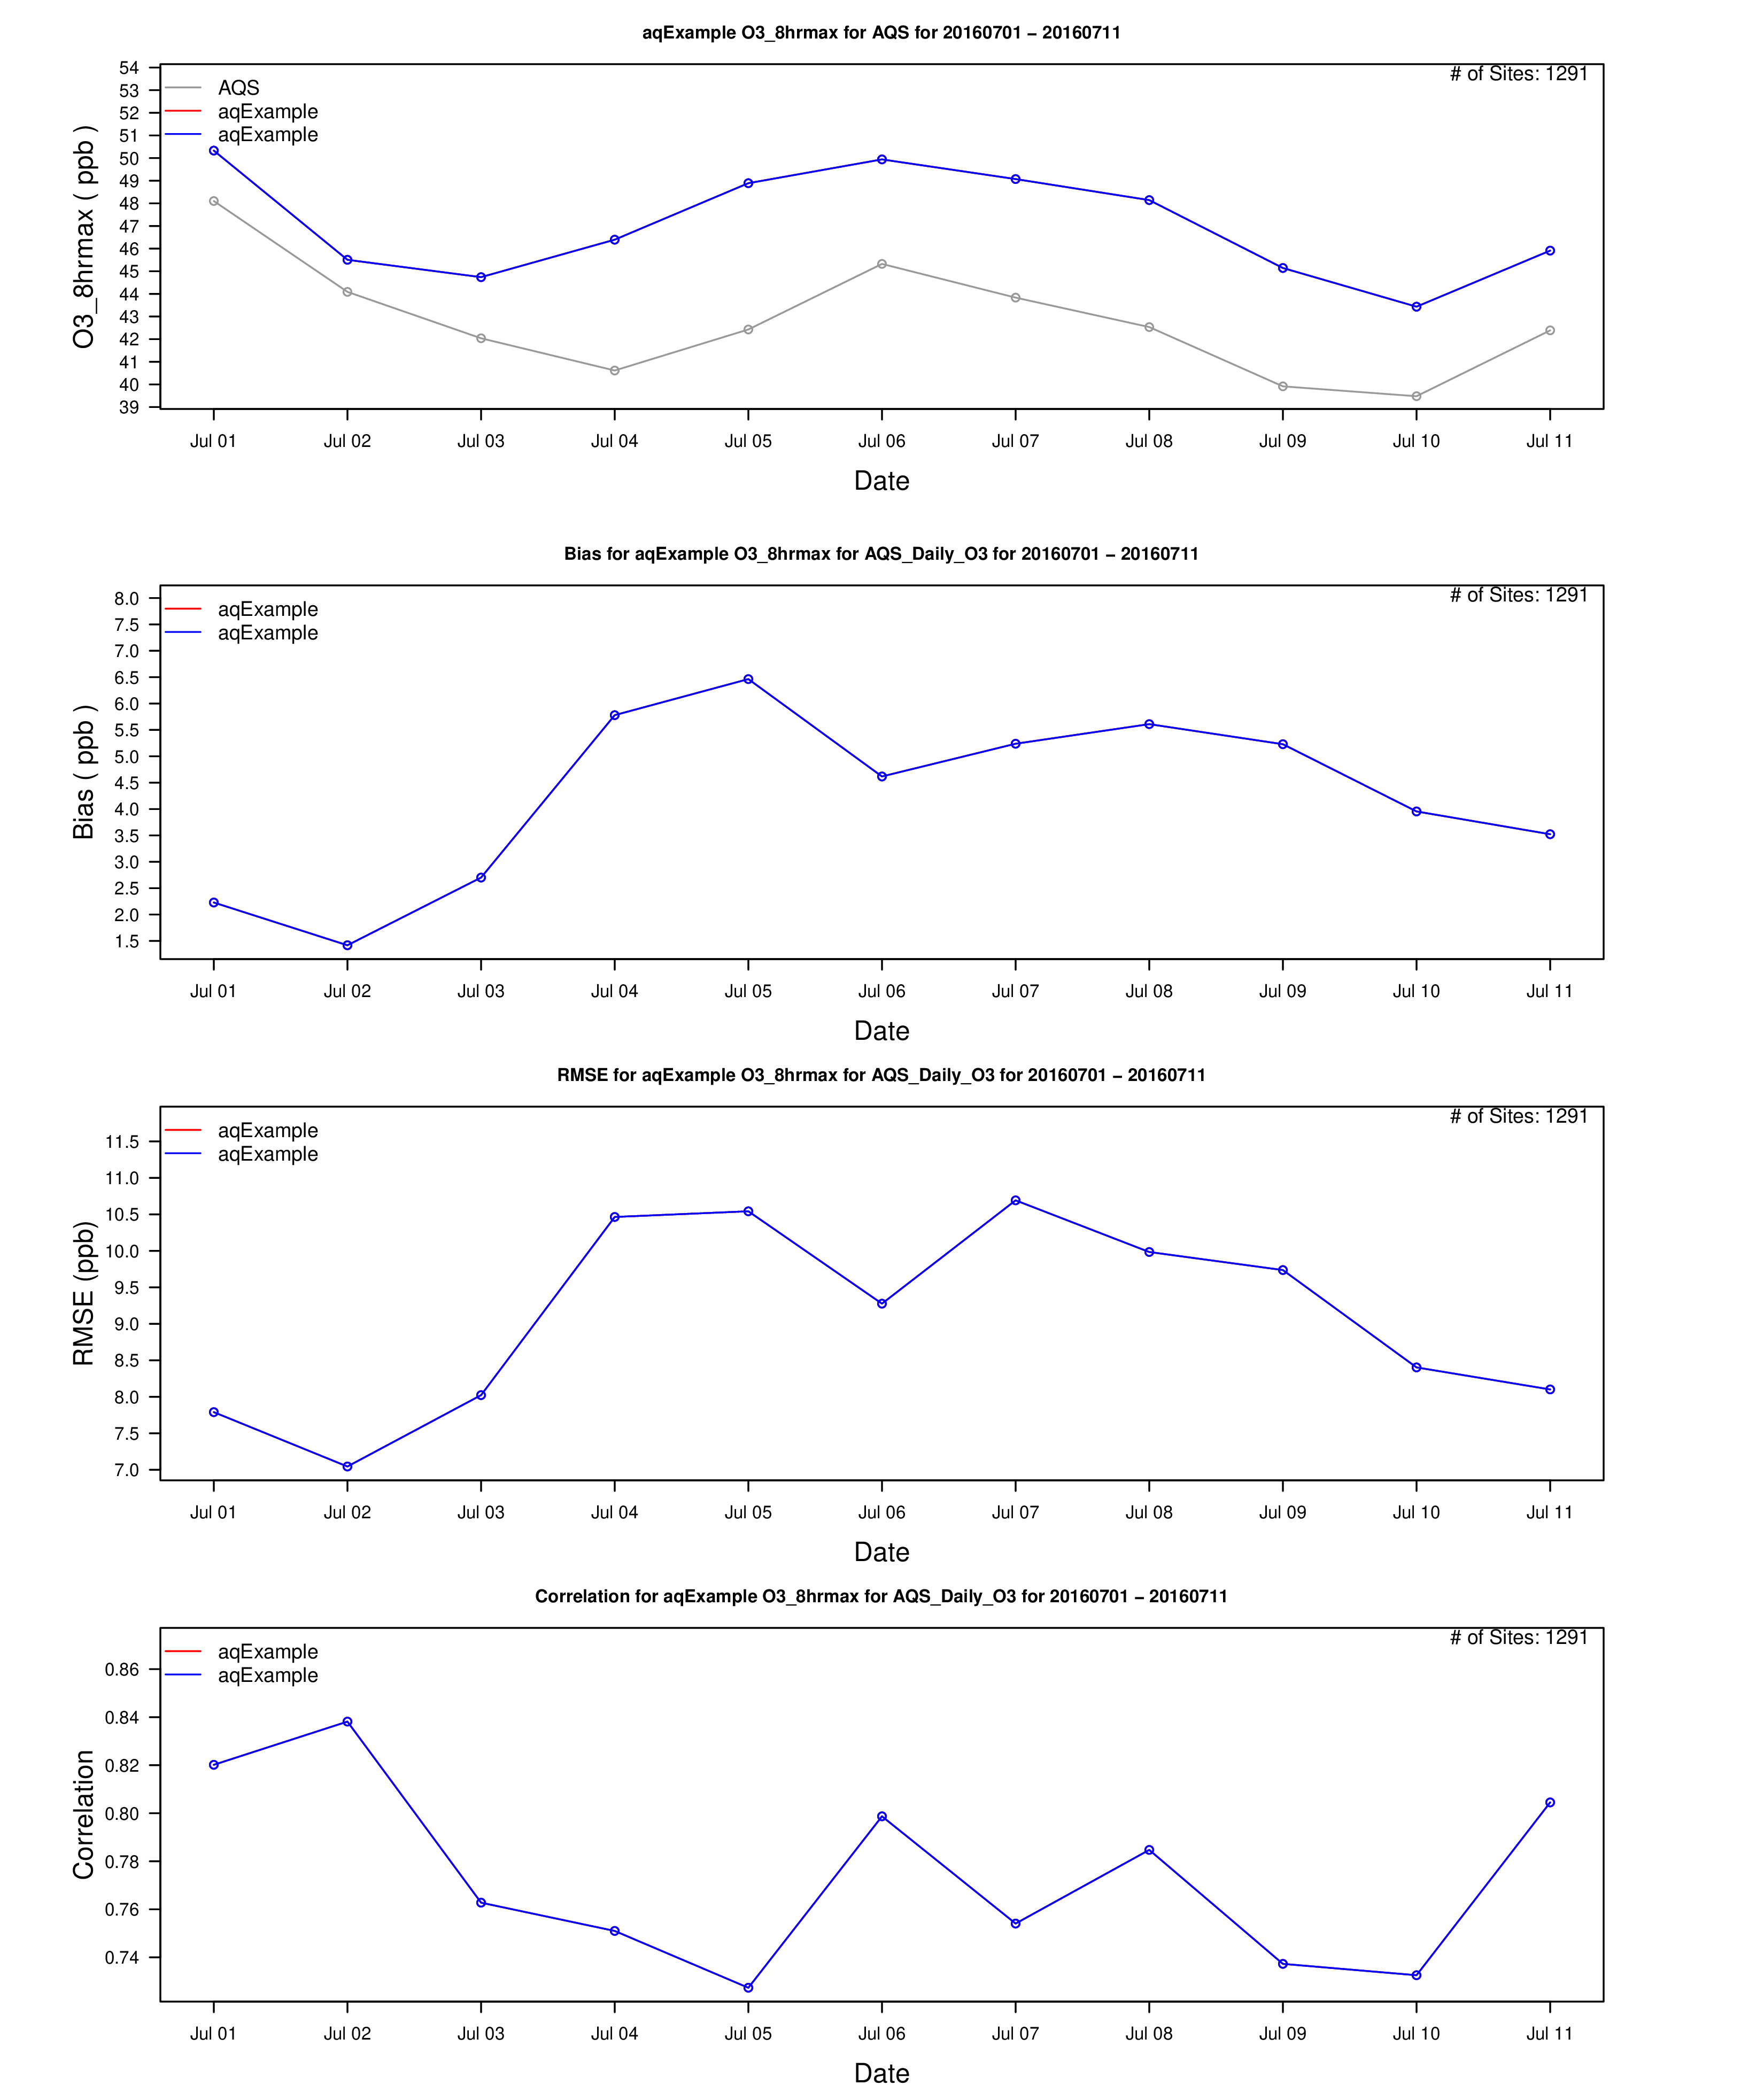 aqExample O3_8hrmax for AQS for 20160701 – 20160711
# of Sites: 1291
AQS
aqExample
aqExample
O3_8hrmax ( ppb )
54
53
52
51
50
49
48
47
46
45
44
43
42
41
40
39
Jul 01 Jul 02 Jul 03 Jul 04 Jul 05 Jul 06 Jul 07 Jul 08 Jul 09 Jul 10 Jul 11
Date
Bias for aqExample O3_8hrmax for AQS_Daily_O3 for 20160701 – 20160711
# of Sites: 1291
aqExample
aqExample
Bias ( ppb )
8.0
7.5
7.0
6.5
6.0
5.5
5.0
4.5
4.0
3.5
3.0
2.5
2.0
1.5
Jul 01 Jul 02 Jul 03 Jul 04 Jul 05 Jul 06 Jul 07 Jul 08 Jul 09 Jul 10 Jul 11
Date
RMSE for aqExample O3_8hrmax for AQS_Daily_O3 for 20160701 – 20160711
# of Sites: 1291
aqExample
aqExample
RMSE (ppb)
11.5
11.0
10.5
10.0
9.5
9.0
8.5
8.0
7.5
7.0
Jul 01 Jul 02 Jul 03 Jul 04 Jul 05 Jul 06 Jul 07 Jul 08 Jul 09 Jul 10 Jul 11
Date
Correlation for aqExample O3_8hrmax for AQS_Daily_O3 for 20160701 – 20160711
# of Sites: 1291
aqExample
aqExample
Correlation
0.86
0.84
0.82
0.80
0.78
0.76
0.74
Jul 01 Jul 02 Jul 03 Jul 04 Jul 05 Jul 06 Jul 07 Jul 08 Jul 09 Jul 10 Jul 11
Date